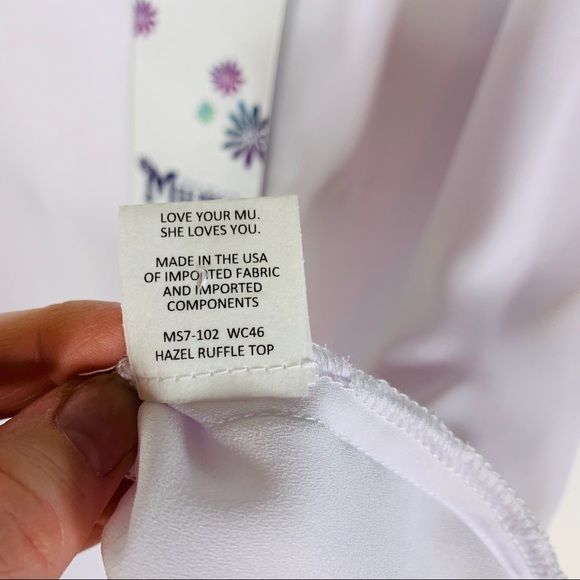 LOVE YOUR MU.
SHE LOVES YOU.
MADE IN THE USA
OF IMPORTED FABRIC
AND IMPORTED
COMPONENTS
MS7-102 WC46
HAZEL RUFFLE TOP